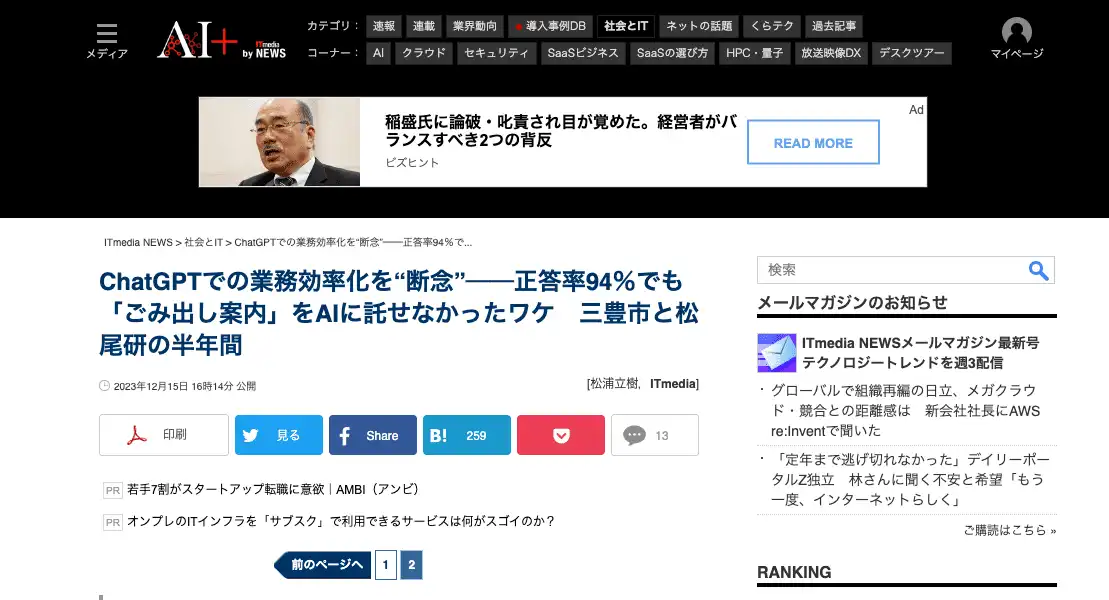 メディア
AI+
by ITmedia NEWS
カテゴリ： 速報 連載 業界動向 導入事例DB 社会とIT ネットの話題 くらテク 過去記事
コーナー： AI クラウド セキュリティ SaaSビジネス SaaSの選び方 HPC・量子 放送映像DX デスクツアー
マイページ
Ad
稲盛氏に論破・叱責され目が覚めた。経営者がバ
ランスすべき2つの背反
ビズヒント
READ MORE
ITmedia NEWS > 社会とIT > ChatGPTでの業務効率化を“断念”――正答率94％で...
ChatGPTでの業務効率化を“断念”――正答率94％でも
「ごみ出し案内」をAIに託せなかったワケ　三豊市と松
尾研の半年間
2023年12月15日 16時14分 公開
[松浦立樹，ITmedia]
印刷 見る Share B! 259 13
PR 若手7割がスタートアップ転職に意欲｜AMBI（アンビ）
PR オンプレのITインフラを「サブスク」で利用できるサービスは何がスゴイのか？
前のページへ 1 2
検索
メールマガジンのお知らせ
ITmedia NEWSメールマガジン最新号
テクノロジートレンドを週3配信
・グローバルで組織再編の日立、メガクラウ
ド・競合との距離感は　新会社社長にAWS
re:Inventで聞いた
・「定年まで逃げ切れなかった」デイリーポー
タルZ独立　林さんに聞く不安と希望「もう
一度、インターネットらしく」
ご購読はこちら »
RANKING